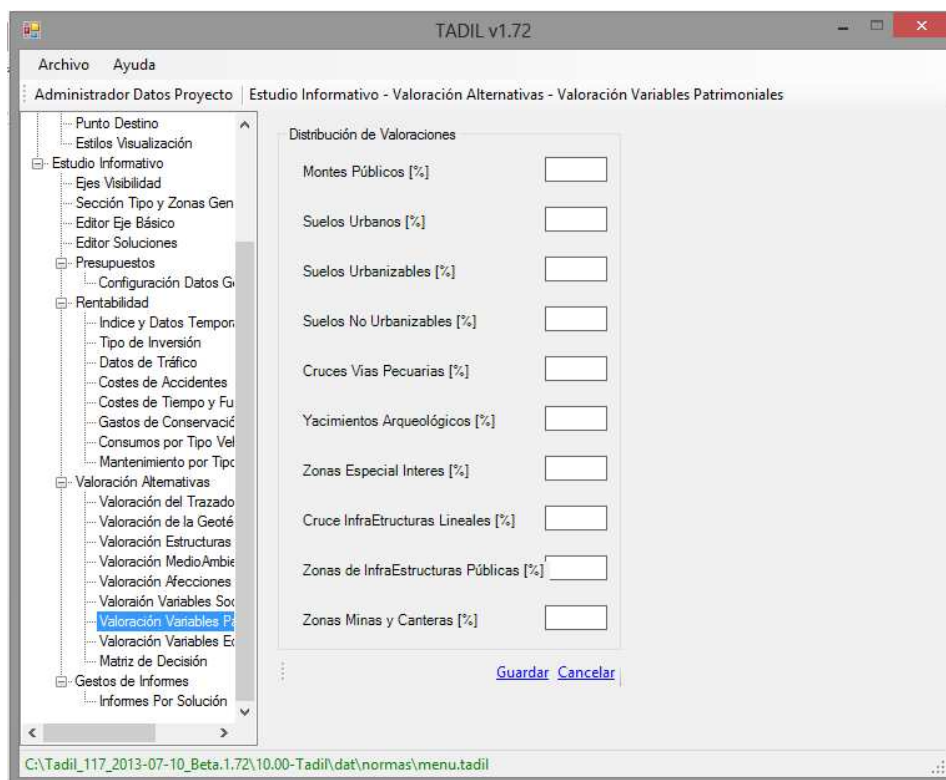 TADIL v1.72
Archivo Ayuda
Administrador Datos Proyecto Estudio Informativo - Valoración Alternativas - Valoración Variables Patrimoniales
Punto Destino
Estilos Visualización
Estudio Informativo
Ejes Visibilidad
Sección Tipo y Zonas Gen
Editor Eje Básico
Editor Soluciones
Presupuestos
Configuración Datos Ge
Rentabilidad
Indice y Datos Tempora
Tipo de Inversión
Datos de Tráfico
Costes de Accidentes
Costes de Tiempo y Fu
Gastos de Conservació
Consumos por Tipo Veh
Mantenimiento por Tipo
Valoración Alternativas
Valoración del Trazado
Valoración de la Geoté
Valoración Estructuras
Valoración MedioAmbie
Valoración Afecciones
Valoraión Variables Soc
Valoración Variables Pa
Valoración Variables Ec
Matriz de Decisión
Gestos de Informes
Informes Por Solución
Distribución de Valoraciones
Montes Públicos [%]
Suelos Urbanos [%]
Suelos Urbanizables [%]
Suelos No Urbanizables [%]
Cruces Vias Pecuarias [%]
Yacimientos Arqueológicos [%]
Zonas Especial Interes [%]
Cruce InfraEtructuras Lineales [%]
Zonas de InfraEstructuras Públicas [%]
Zonas Minas y Canteras [%]
Guardar Cancelar
C:\Tadil_117_2013-07-10_Beta.1.72\10.00-Tadil\dat\normas\menu.tadil